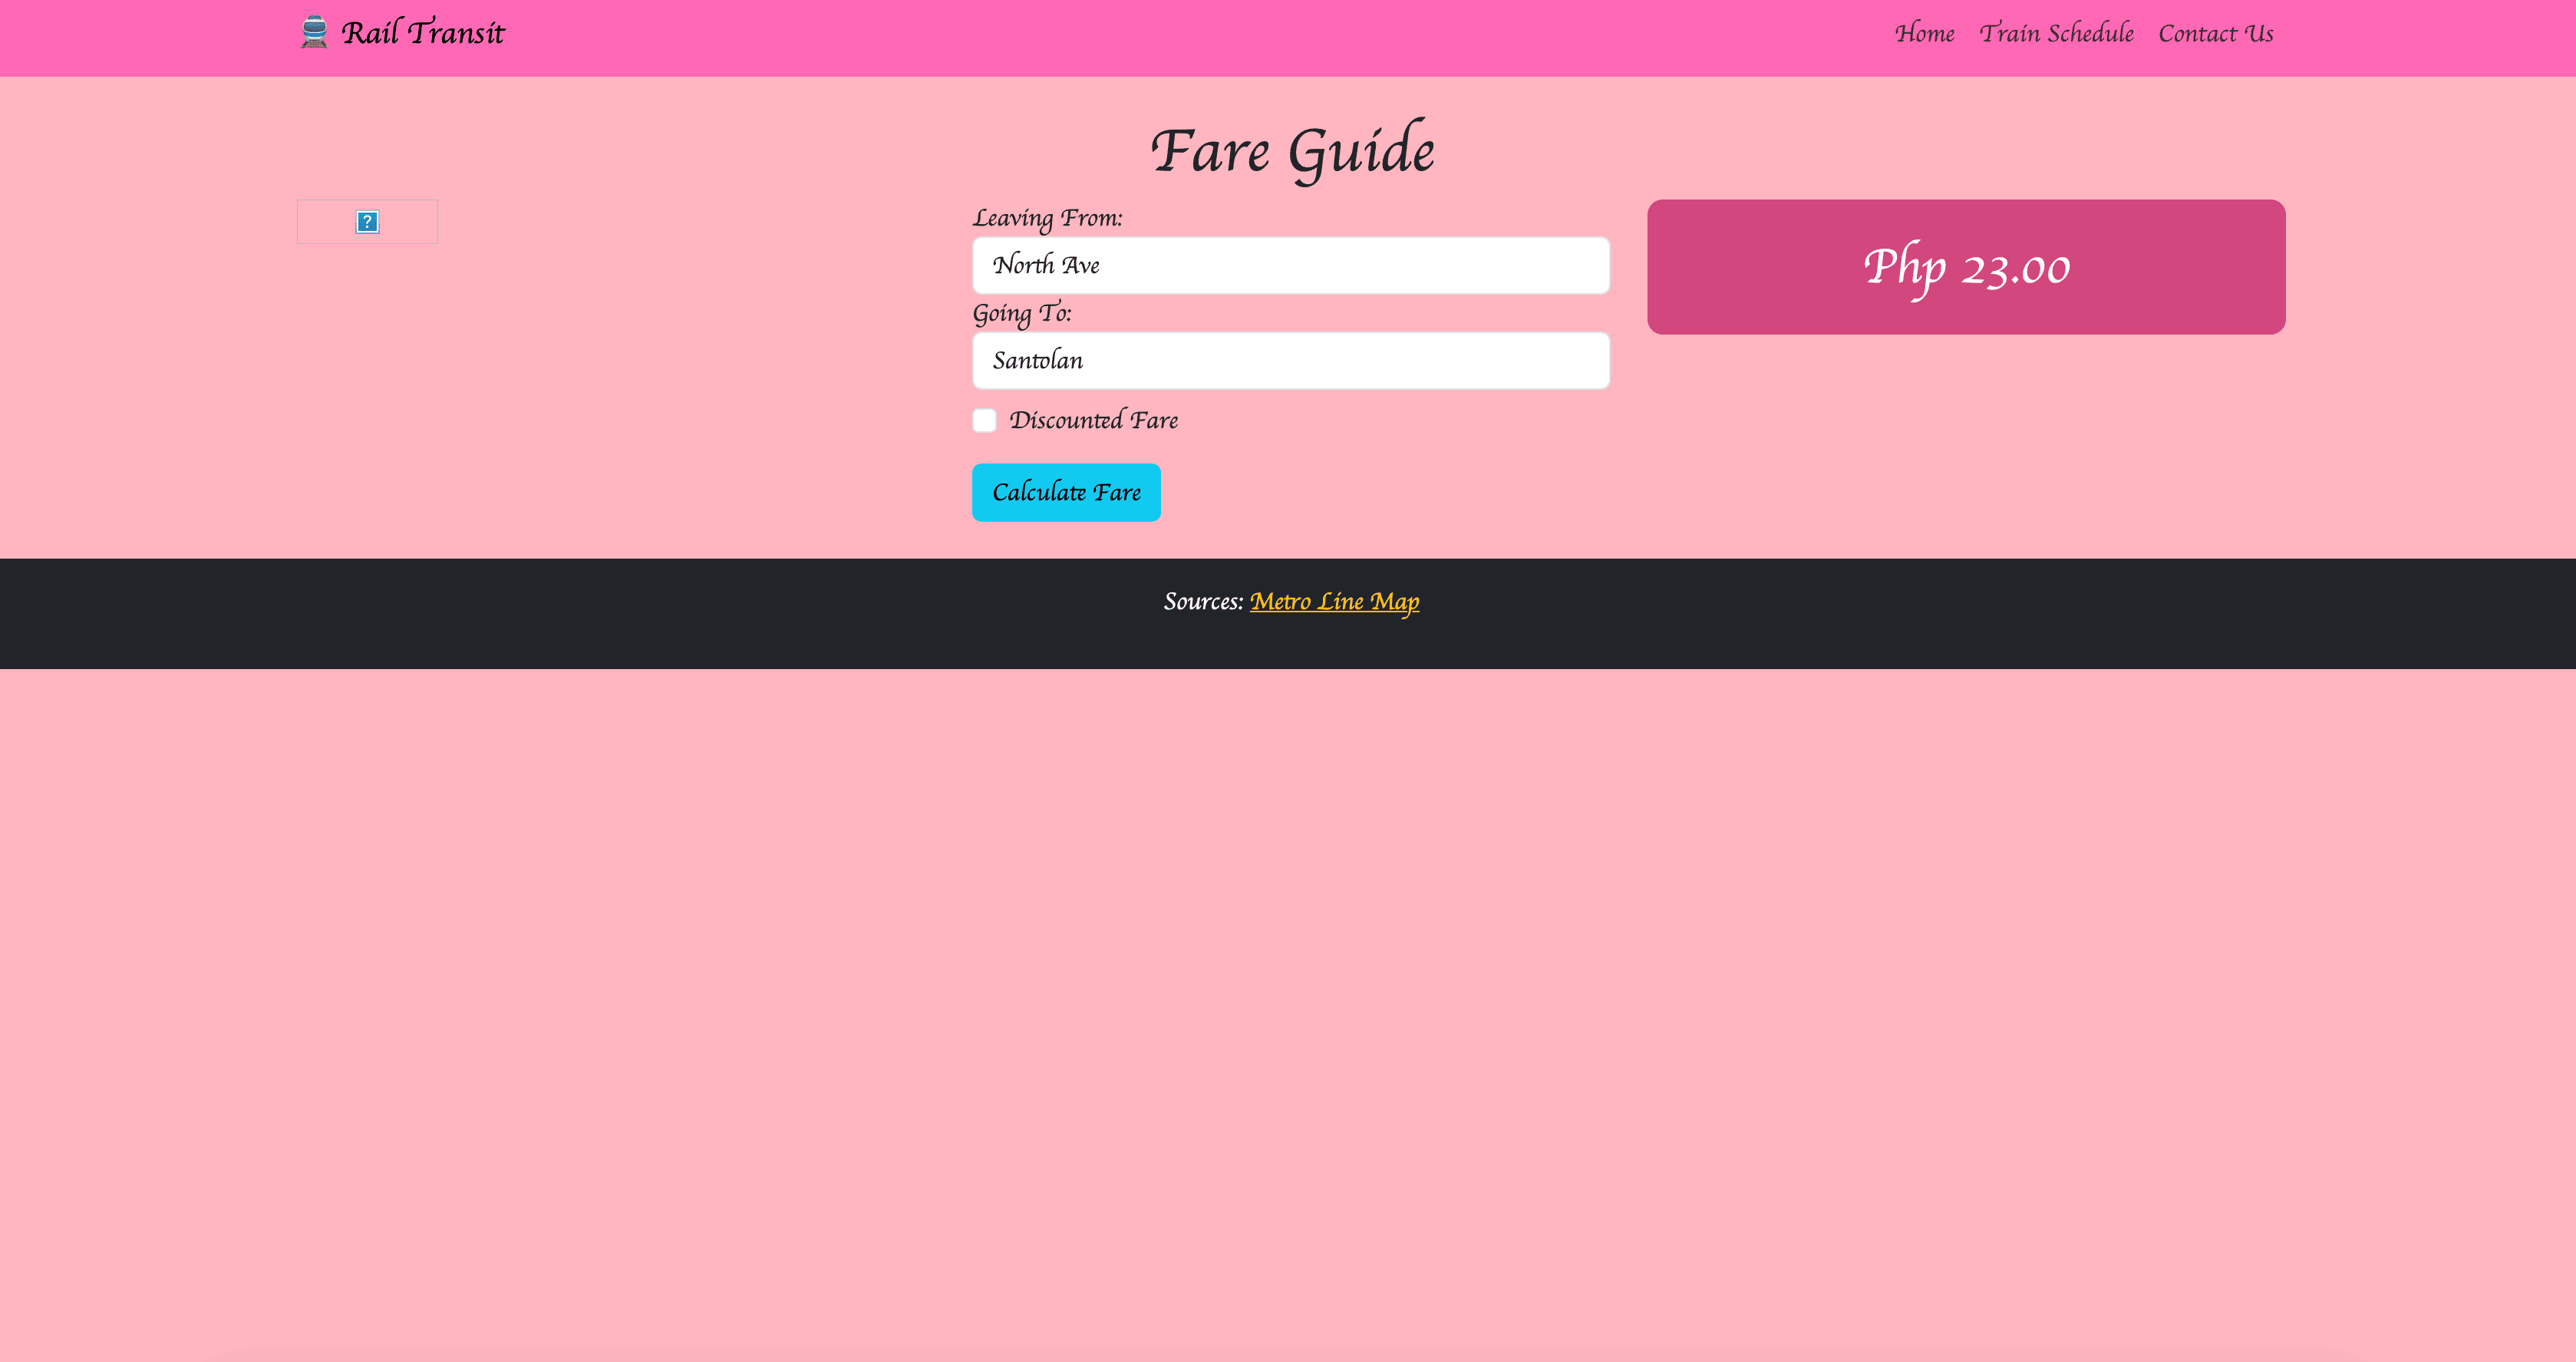 Rail Transit
Home Train Schedule Contact Us
Fare Guide
Leaving From:
North Ave
Going To:
Santolan
Discounted Fare
Calculate Fare
Php 23.00
Sources: Metro Line Map